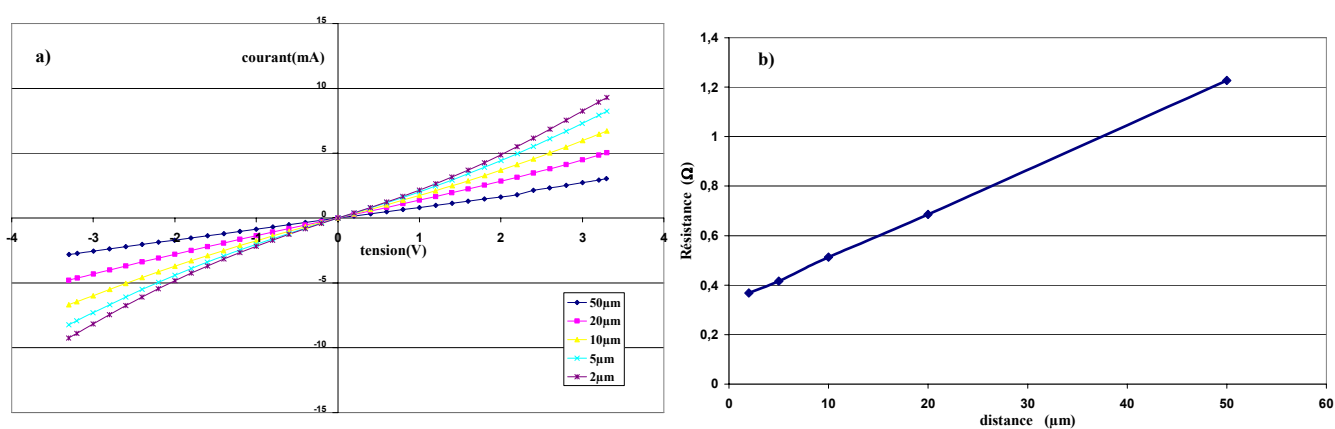 a)
courant(mA)
15
10
5
0
-5
-10
-15
-4
-3
-2
-1
0
1
2
3
4
tension(V)
50µm
20µm
10µm
5µm
2µm
b)
Résistance (Ω)
1,4
1,2
1
0,8
0,6
0,4
0,2
0
0
10
20
30
40
50
60
distance (µm)